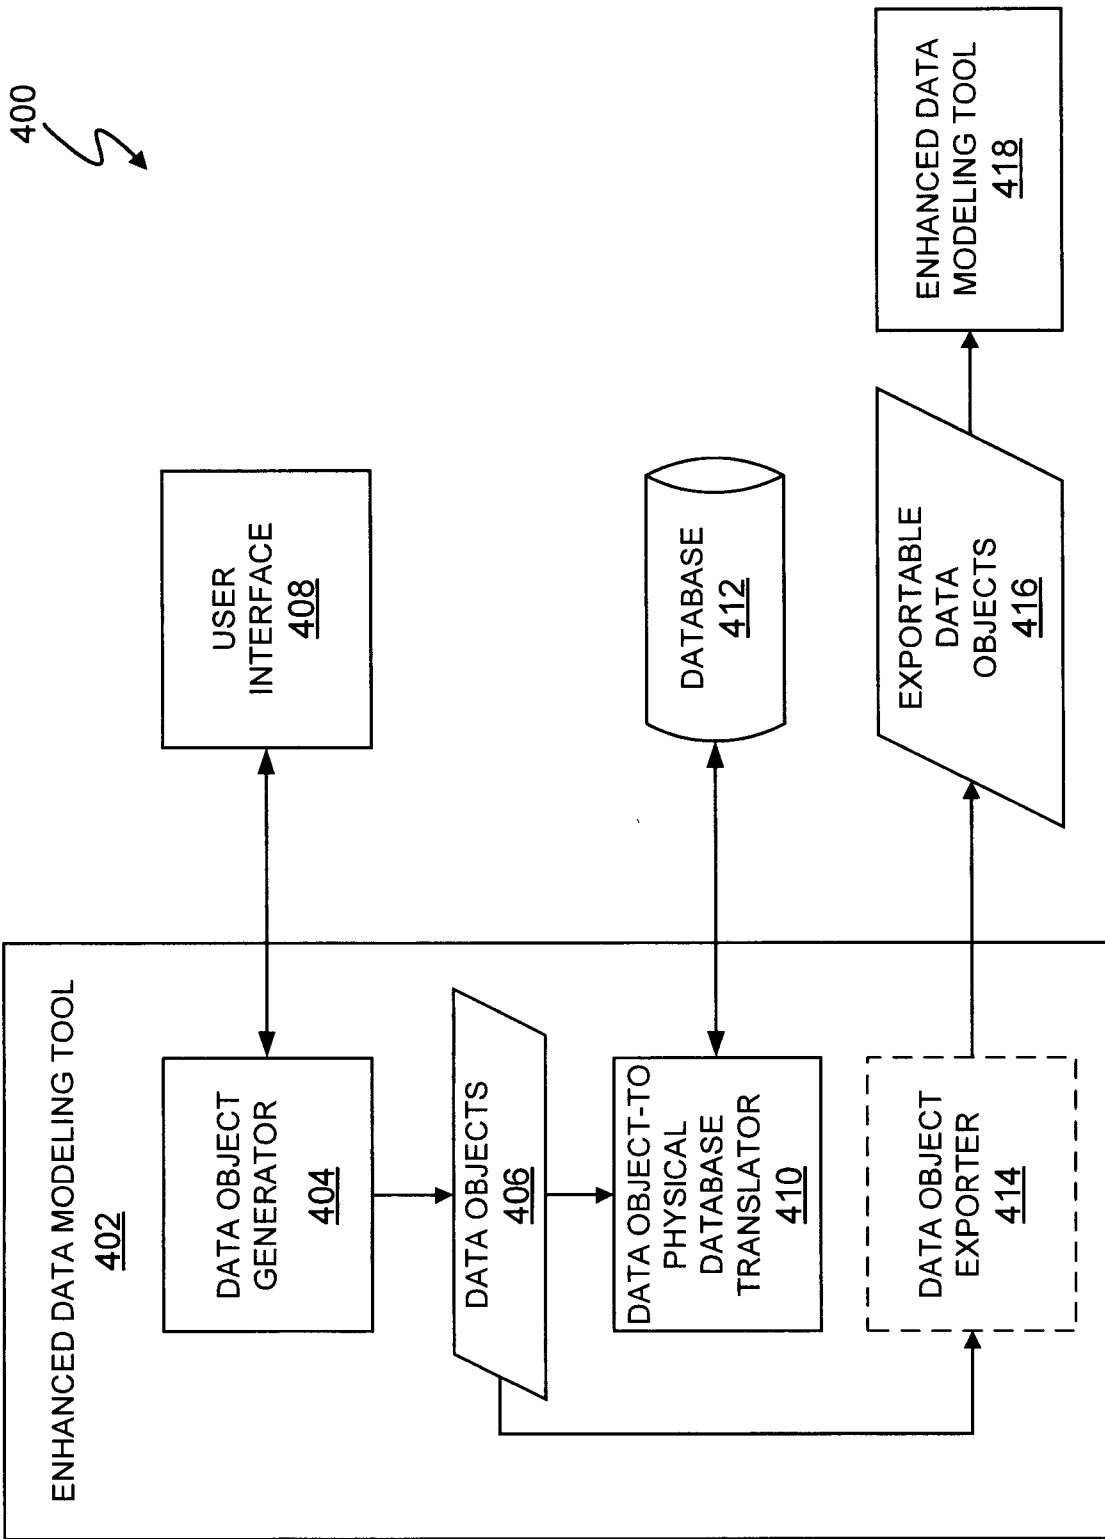 400
ENHANCED DATA MODELING TOOL
402
DATA OBJECT
GENERATOR
404
USER
INTERFACE
408
DATA OBJECTS
406
DATA OBJECT-TO
PHYSICAL
DATABASE
TRANSLATOR
410
DATABASE
412
DATA OBJECT
EXPORTER
414
EXPORTABLE
DATA
OBJECTS
416
ENHANCED DATA
MODELING TOOL
418